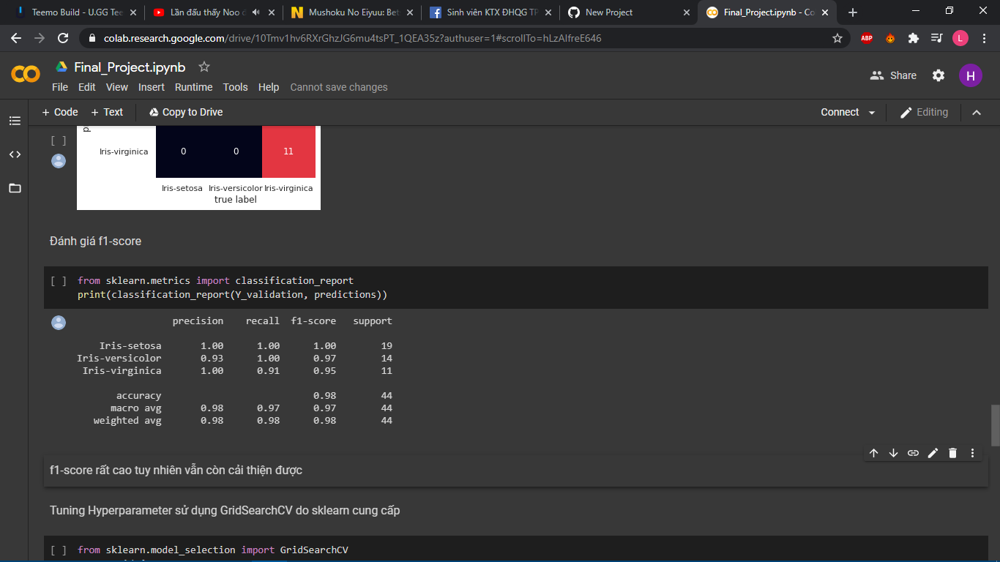 Teemo Build - U.GG Tee
Lần đầu thấy Noo đ
Mushoku No Eiyuu: Bet
Sinh viên KTX ĐHQG TP
New Project
Final_Project.ipynb - Co
colab.research.google.com/drive/10Tmv1hv6RXrGhzJG6mu4tsPT_1QEA35z?authuser=1#scrollTo=hLzAIfreE646
ABP
L
Final_Project.ipynb
Share
H
File Edit View Insert Runtime Tools Help Cannot save changes
+ Code + Text Copy to Drive Connect Editing
[ ]
Iris-virginica 0 0 11
Iris-setosa Iris-versicolor Iris-virginica
true label
Đánh giá f1-score
[ ] from sklearn.metrics import classification_report
print(classification_report(Y_validation, predictions))
precision recall f1-score support
Iris-setosa 1.00 1.00 1.00 19
Iris-versicolor 0.93 1.00 0.97 14
Iris-virginica 1.00 0.91 0.95 11
accuracy 0.98 44
macro avg 0.98 0.97 0.97 44
weighted avg 0.98 0.98 0.98 44
f1-score rất cao tuy nhiên vẫn còn cải thiện được
Tuning Hyperparameter sử dụng GridSearchCV do sklearn cung cấp
[ ] from sklearn.model_selection import GridSearchCV